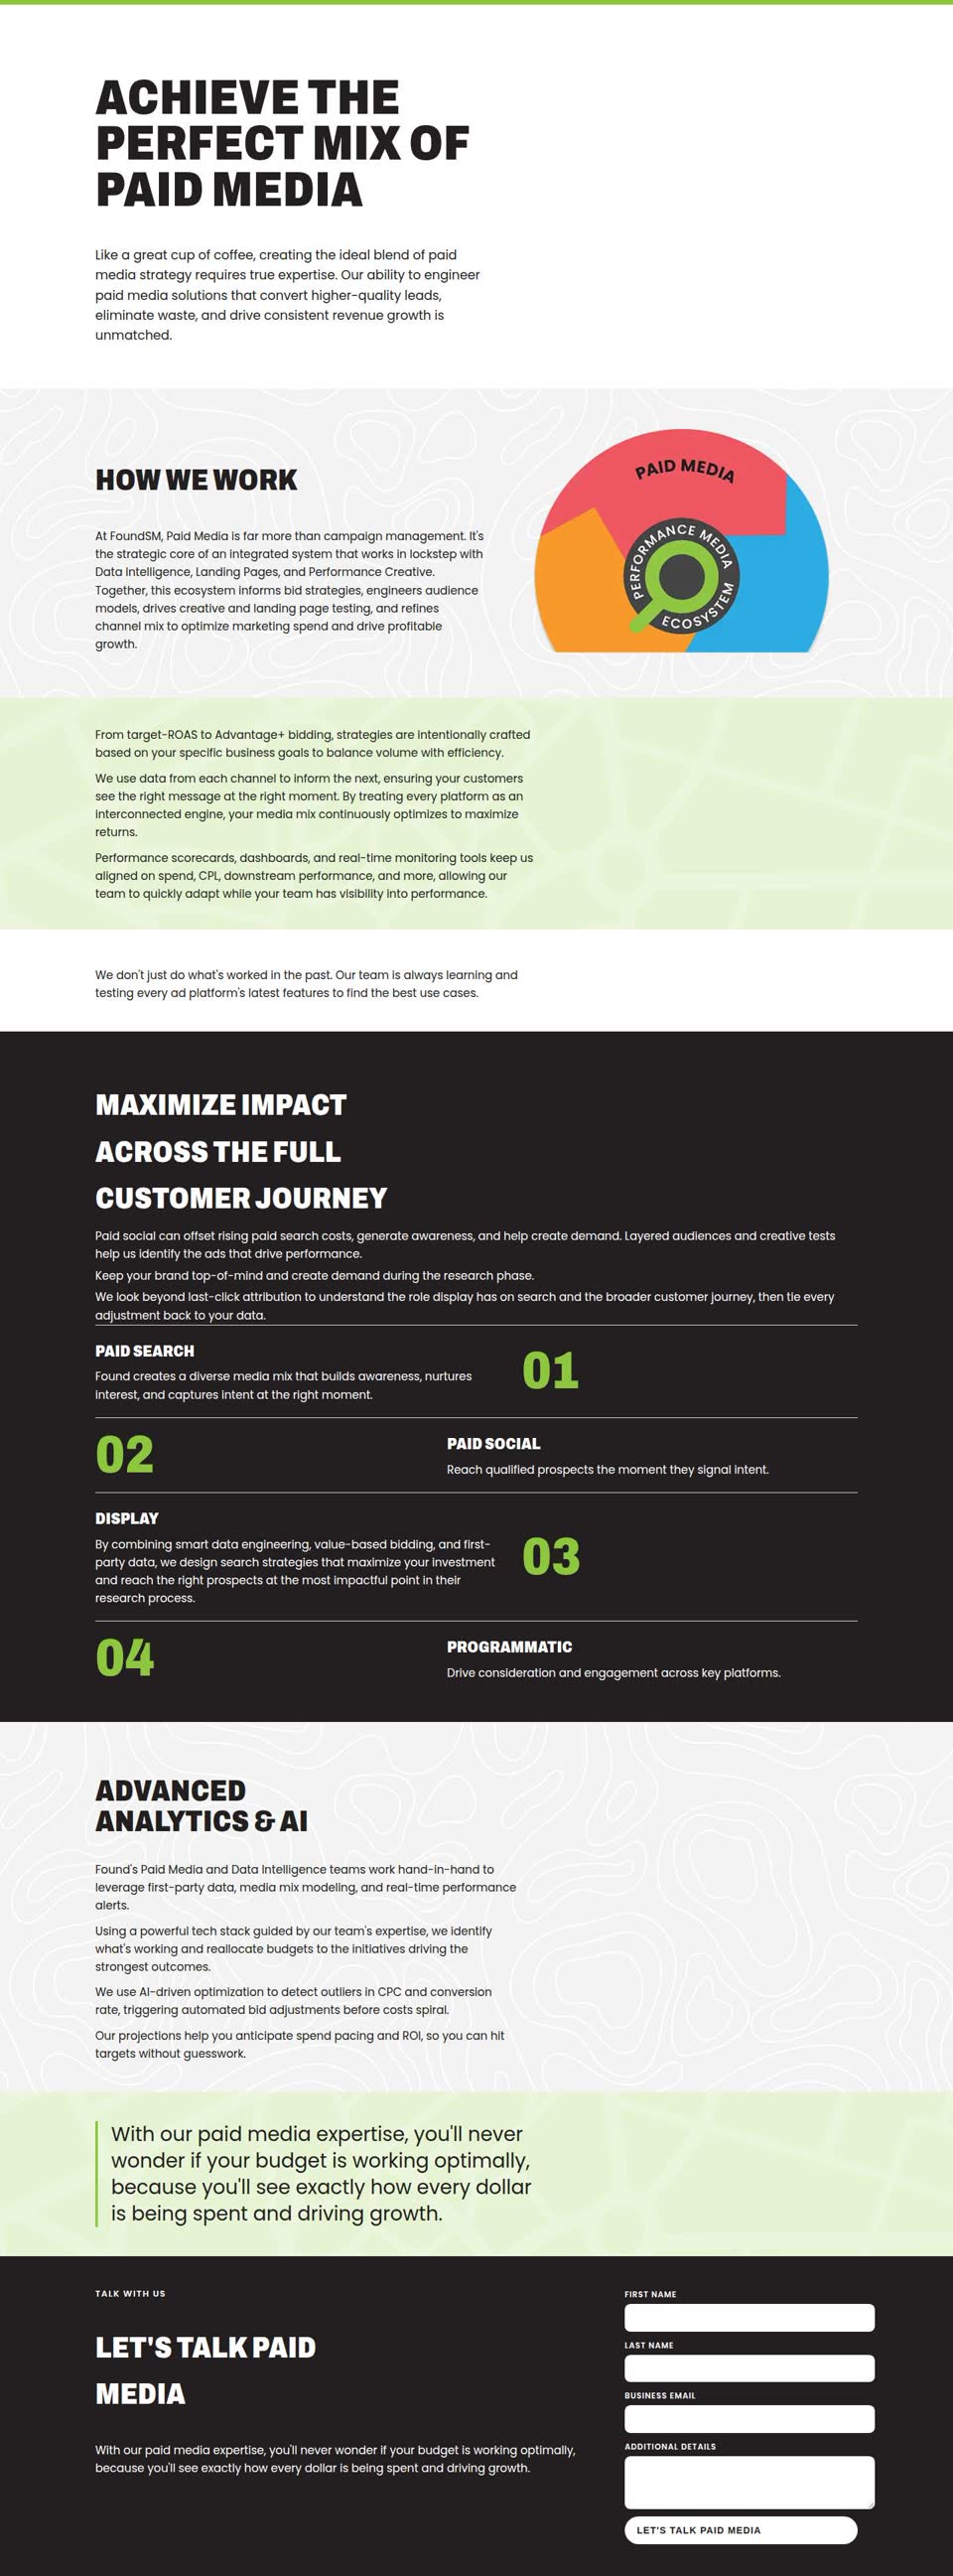 ACHIEVE THE
PERFECT MIX OF
PAID MEDIA
Like a great cup of coffee, creating the ideal blend of paid
media strategy requires true expertise. Our ability to engineer
paid media solutions that convert higher-quality leads,
eliminate waste, and drive consistent revenue growth is
unmatched.
HOW WE WORK
At FoundSM, Paid Media is far more than campaign management. It's
the strategic core of an integrated system that works in lockstep with
Data Intelligence, Landing Pages, and Performance Creative.
Together, this ecosystem informs bid strategies, engineers audience
models, drives creative and landing page testing, and refines
channel mix to optimize marketing spend and drive profitable
growth.
PAID MEDIA
PERFORMANCE MEDIA
ECOSYSTEM
From target-ROAS to Advantage+ bidding, strategies are intentionally crafted
based on your specific business goals to balance volume with efficiency.
We use data from each channel to inform the next, ensuring your customers
see the right message at the right moment. By treating every platform as an
interconnected engine, your media mix continuously optimizes to maximize
returns.
Performance scorecards, dashboards, and real-time monitoring tools keep us
aligned on spend, CPL, downstream performance, and more, allowing our
team to quickly adapt while your team has visibility into performance.
We don't just do what's worked in the past. Our team is always learning and
testing every ad platform's latest features to find the best use cases.
MAXIMIZE IMPACT
ACROSS THE FULL
CUSTOMER JOURNEY
Paid social can offset rising paid search costs, generate awareness, and help create demand. Layered audiences and creative tests
help us identify the ads that drive performance.
Keep your brand top-of-mind and create demand during the research phase.
We look beyond last-click attribution to understand the role display has on search and the broader customer journey, then tie every
adjustment back to your data.
PAID SEARCH
Found creates a diverse media mix that builds awareness, nurtures
interest, and captures intent at the right moment.
01
02
PAID SOCIAL
Reach qualified prospects the moment they signal intent.
DISPLAY
By combining smart data engineering, value-based bidding, and first-
party data, we design search strategies that maximize your investment
and reach the right prospects at the most impactful point in their
research process.
03
04
PROGRAMMATIC
Drive consideration and engagement across key platforms.
ADVANCED
ANALYTICS & AI
Found's Paid Media and Data Intelligence teams work hand-in-hand to
leverage first-party data, media mix modeling, and real-time performance
alerts.
Using a powerful tech stack guided by our team's expertise, we identify
what's working and reallocate budgets to the initiatives driving the
strongest outcomes.
We use AI-driven optimization to detect outliers in CPC and conversion
rate, triggering automated bid adjustments before costs spiral.
Our projections help you anticipate spend pacing and ROI, so you can hit
targets without guesswork.
With our paid media expertise, you'll never
wonder if your budget is working optimally,
because you'll see exactly how every dollar
is being spent and driving growth.
TALK WITH US
LET'S TALK PAID
MEDIA
With our paid media expertise, you'll never wonder if your budget is working optimally,
because you'll see exactly how every dollar is being spent and driving growth.
FIRST NAME
LAST NAME
BUSINESS EMAIL
ADDITIONAL DETAILS
LET'S TALK PAID MEDIA